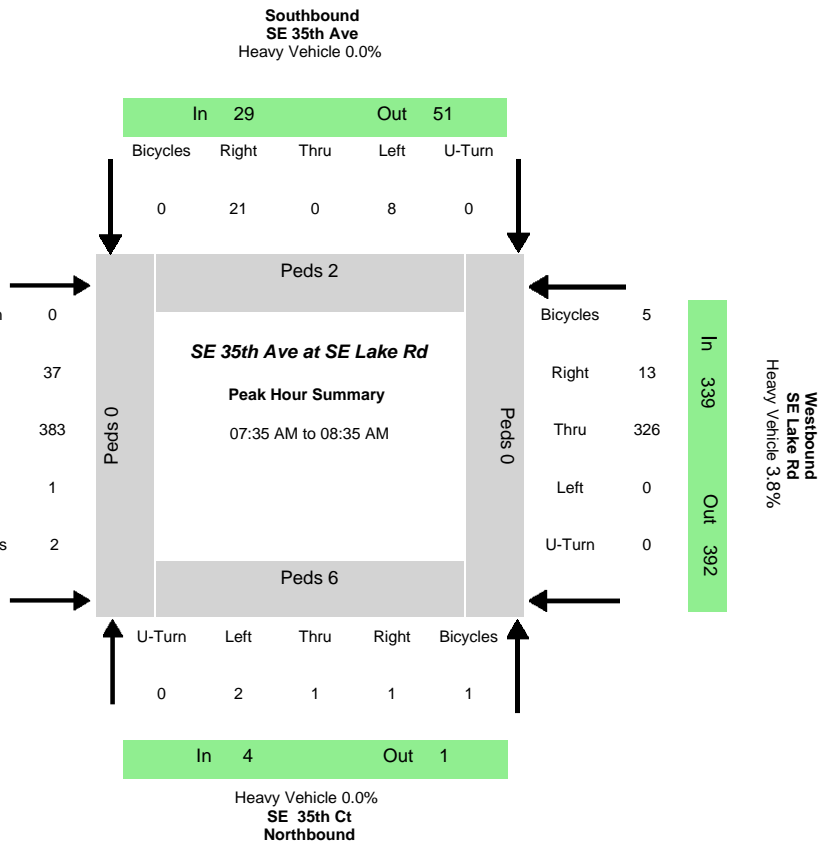 Southbound
SE 35th Ave
Heavy Vehicle 0.0%
In 29 Out 51
Bicycles Right Thru Left U-Turn
0 21 0 8 0
Peds 2
0
37
383
1
s 2
Peds 0
SE 35th Ave at SE Lake Rd
Peak Hour Summary
07:35 AM to 08:35 AM
Peds 0
Bicycles 5
Right 13
Thru 326
Left 0
U-Turn 0
In 339 Out 392
Westbound
SE Lake Rd
Heavy Vehicle 3.8%
Peds 6
U-Turn Left Thru Right Bicycles
0 2 1 1 1
In 4 Out 1
Heavy Vehicle 0.0%
SE 35th Ct
Northbound